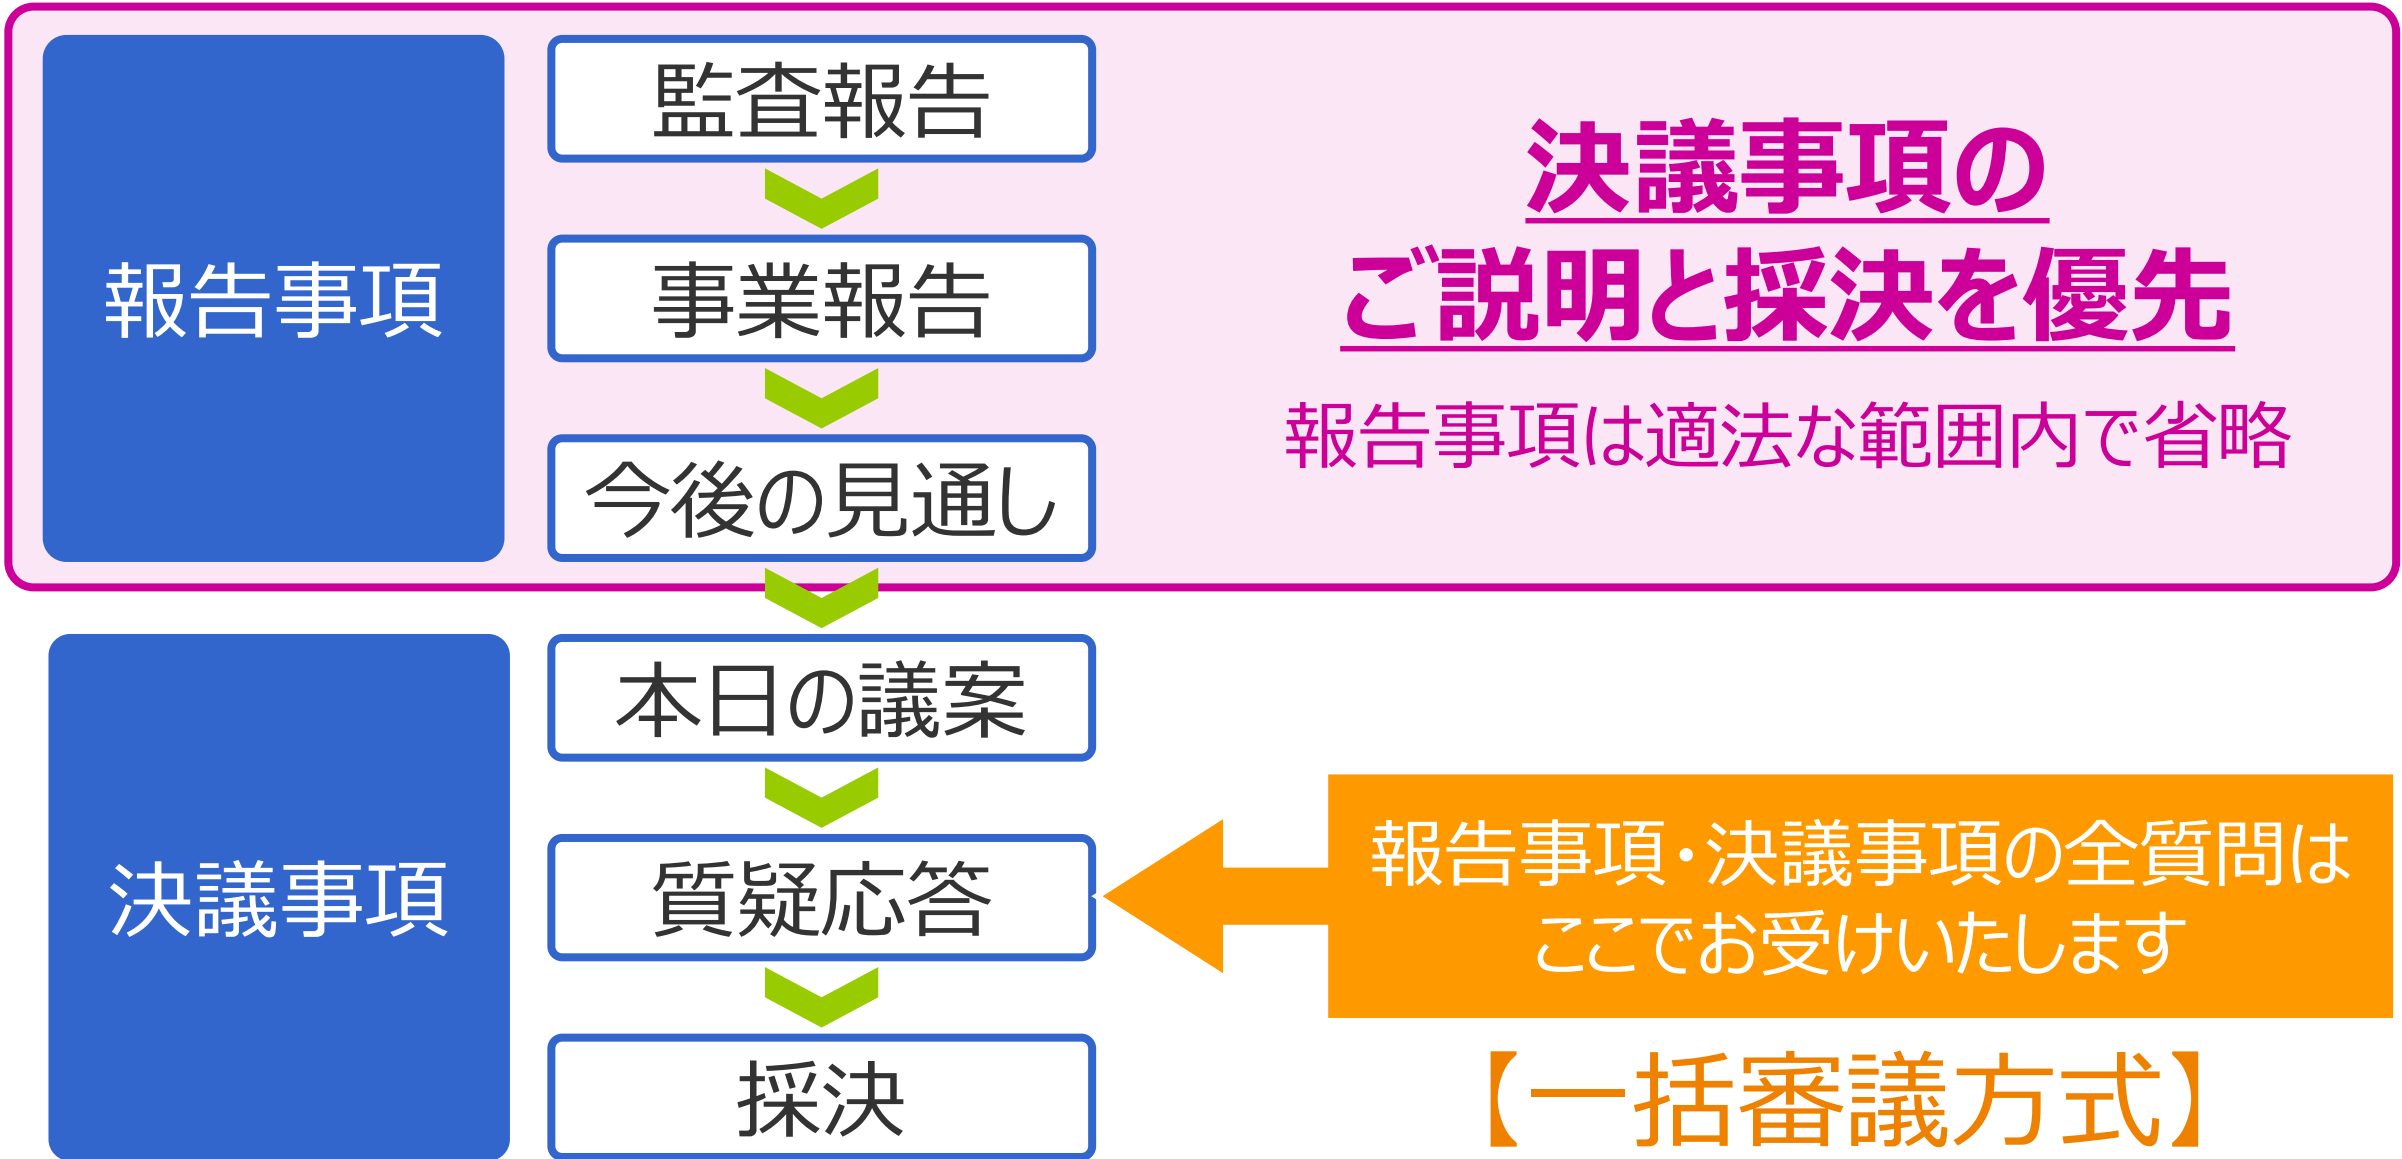 報告事項
監査報告
事業報告
今後の見通し
決議事項の
ご説明と採決を優先
報告事項は適法な範囲内で省略
決議事項
本日の議案
質疑応答
採決
報告事項・決議事項の全質問は
ここでお受けいたします
【一括審議方式】